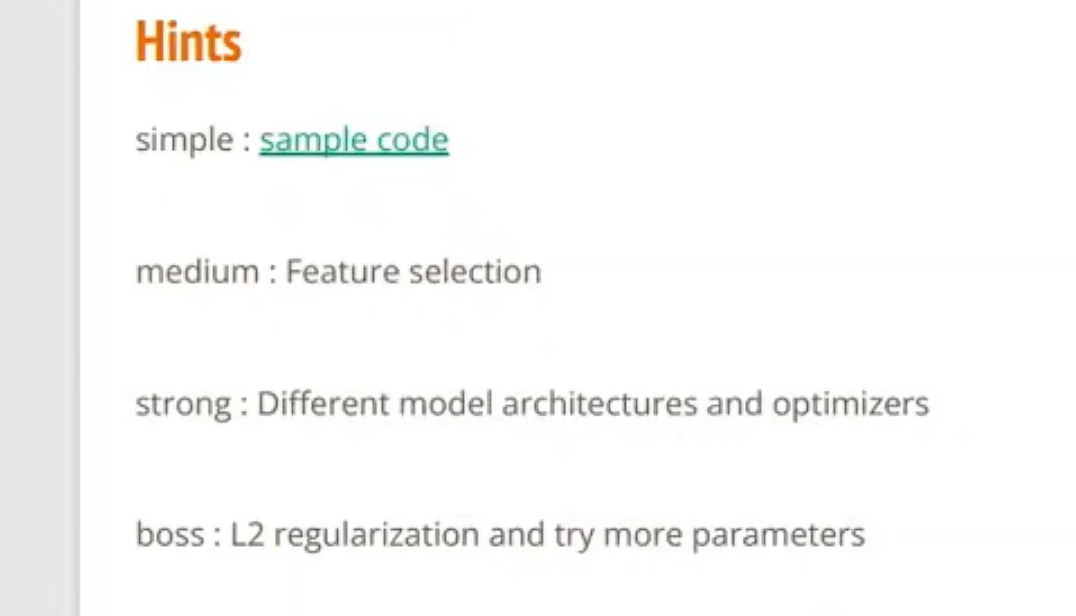 Hints
simple : sample code
medium : Feature selection
strong : Different model architectures and optimizers
boss : L2 regularization and try more parameters